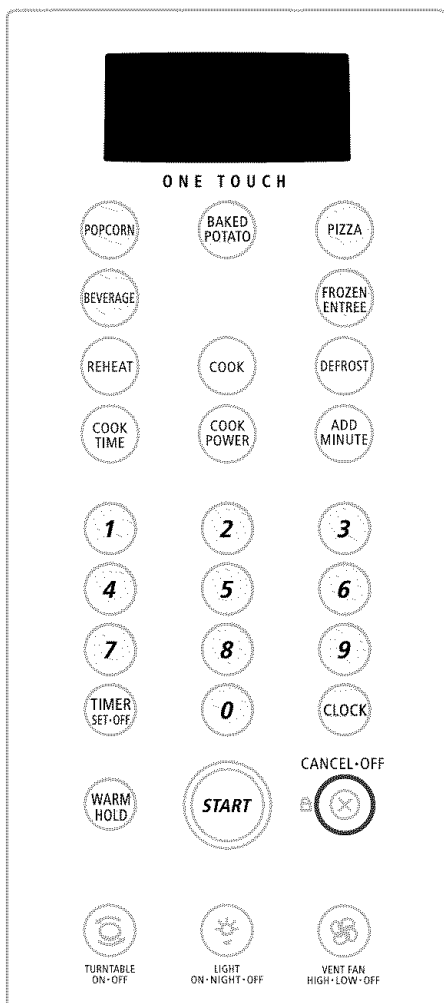 ONE TOUCH
POPCORN
BAKED
POTATO
PIZZA
BEVERAGE
FROZEN
ENTREE
REHEAT
COOK
DEFROST
COOK
TIME
COOK
POWER
ADD
MINUTE
1
2
3
4
5
6
7
8
9
TIMER
SET•OFF
0
CLOCK
CANCEL•OFF
WARM
HOLD
START
TURNTABLE
ON•OFF
LIGHT
ON•NIGHT•OFF
VENT FAN
HIGH•LOW•OFF